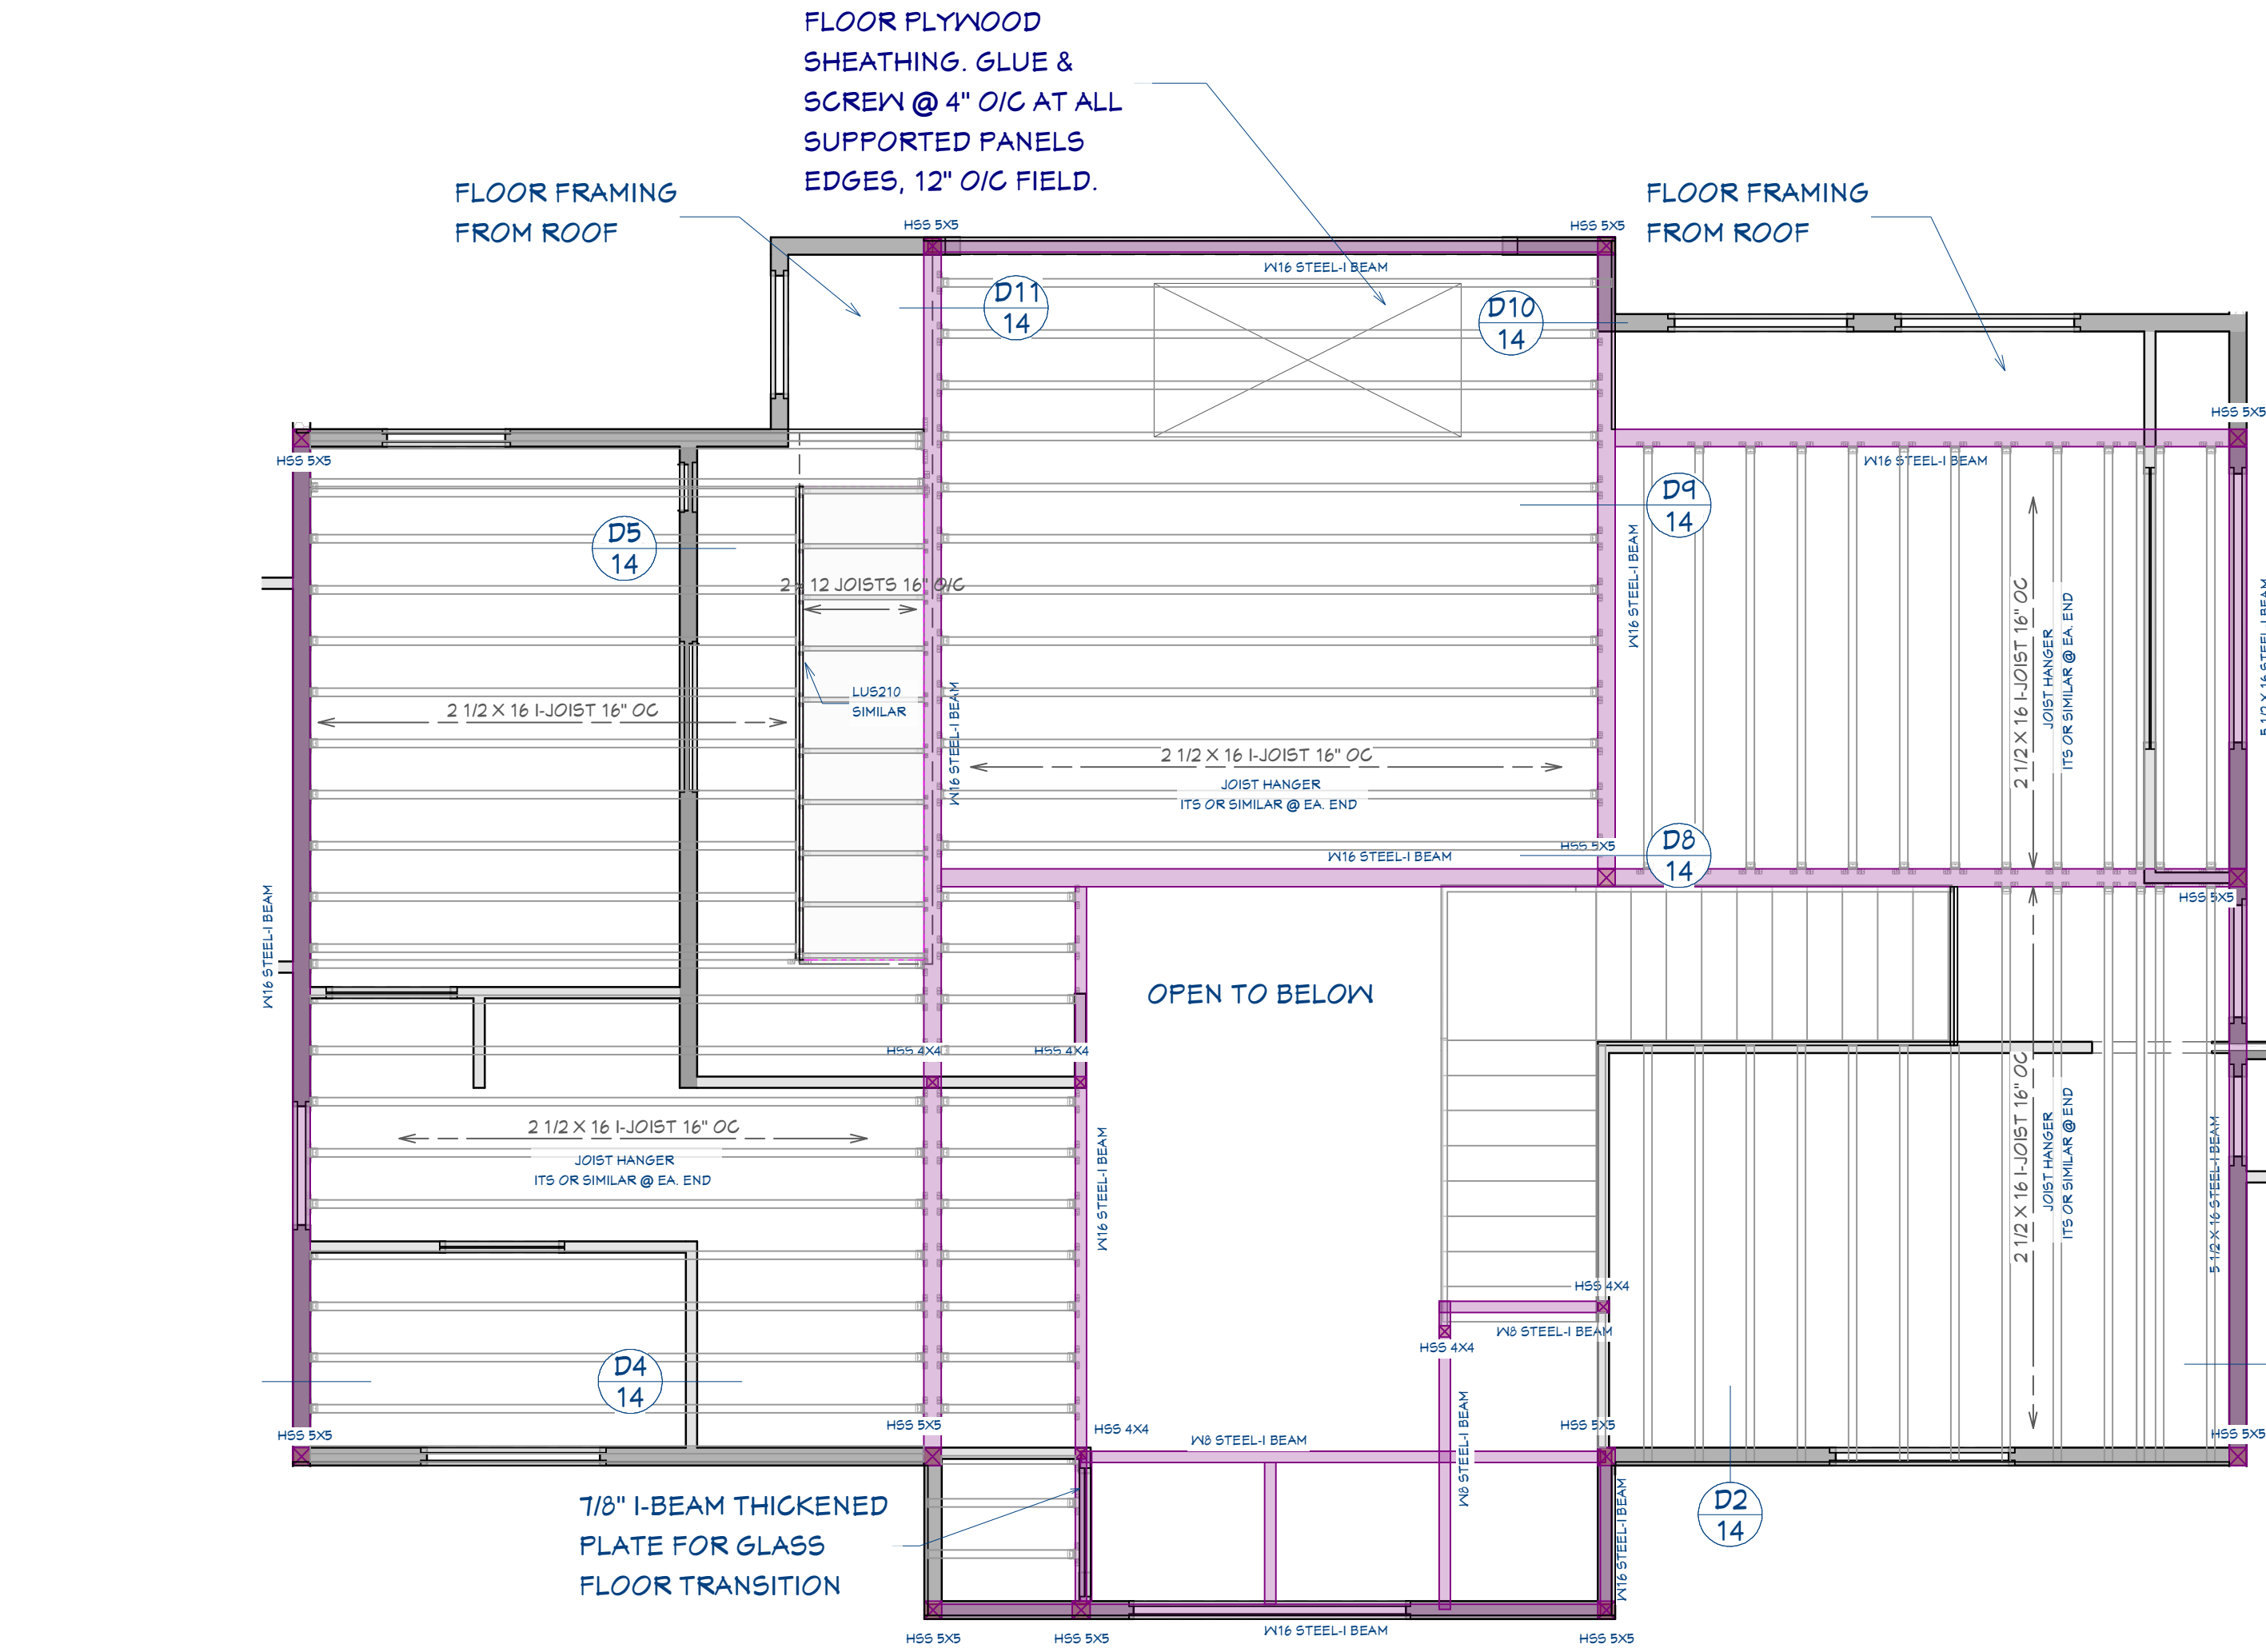 FLOOR PLYWOOD
SHEATHING. GLUE &
SCREW @ 4" O/C AT ALL
SUPPORTED PANELS
EDGES, 12" O/C FIELD.
FLOOR FRAMING
FROM ROOF
FLOOR FRAMING
FROM ROOF
HSS 5X5
HSS 5X5
W16 STEEL-I BEAM
D11
14
D10
14
HSS 5X5
HSS 5X5
W16 STEEL-I BEAM
D9
14
D5
14
2 X 12 JOISTS 16" O/C
W16 STEEL-I BEAM
2 1/2 X 16 I-JOIST 16" OC
JOIST HANGER
ITS OR SIMILAR @ EA. END
5 1/2 X 16 STEEL-I BEAM
LUS210
SIMILAR
2 1/2 X 16 I-JOIST 16" OC
W16 STEEL-I BEAM
2 1/2 X 16 I-JOIST 16" OC
JOIST HANGER
ITS OR SIMILAR @ EA. END
W16 STEEL-I BEAM
HSS 5X5
D8
14
HSS 5X5
W16 STEEL-I BEAM
OPEN TO BELOW
HSS 4X4
HSS 4X4
2 1/2 X 16 I-JOIST 16" OC
JOIST HANGER
ITS OR SIMILAR @ END
5 1/2 X 16 STEEL-I BEAM
2 1/2 X 16 I-JOIST 16" OC
JOIST HANGER
ITS OR SIMILAR @ EA. END
W16 STEEL-I BEAM
HSS 4X4
W8 STEEL-I BEAM
HSS 4X4
D4
14
W8 STEEL-I BEAM
HSS 5X5
HSS 5X5
HSS 4X4
W8 STEEL-I BEAM
HSS 5X5
HSS 5X5
7/8" I-BEAM THICKENED
PLATE FOR GLASS
FLOOR TRANSITION
W16 STEEL-I BEAM
D2
14
HSS 5X5
HSS 5X5
W16 STEEL-I BEAM
HSS 5X5